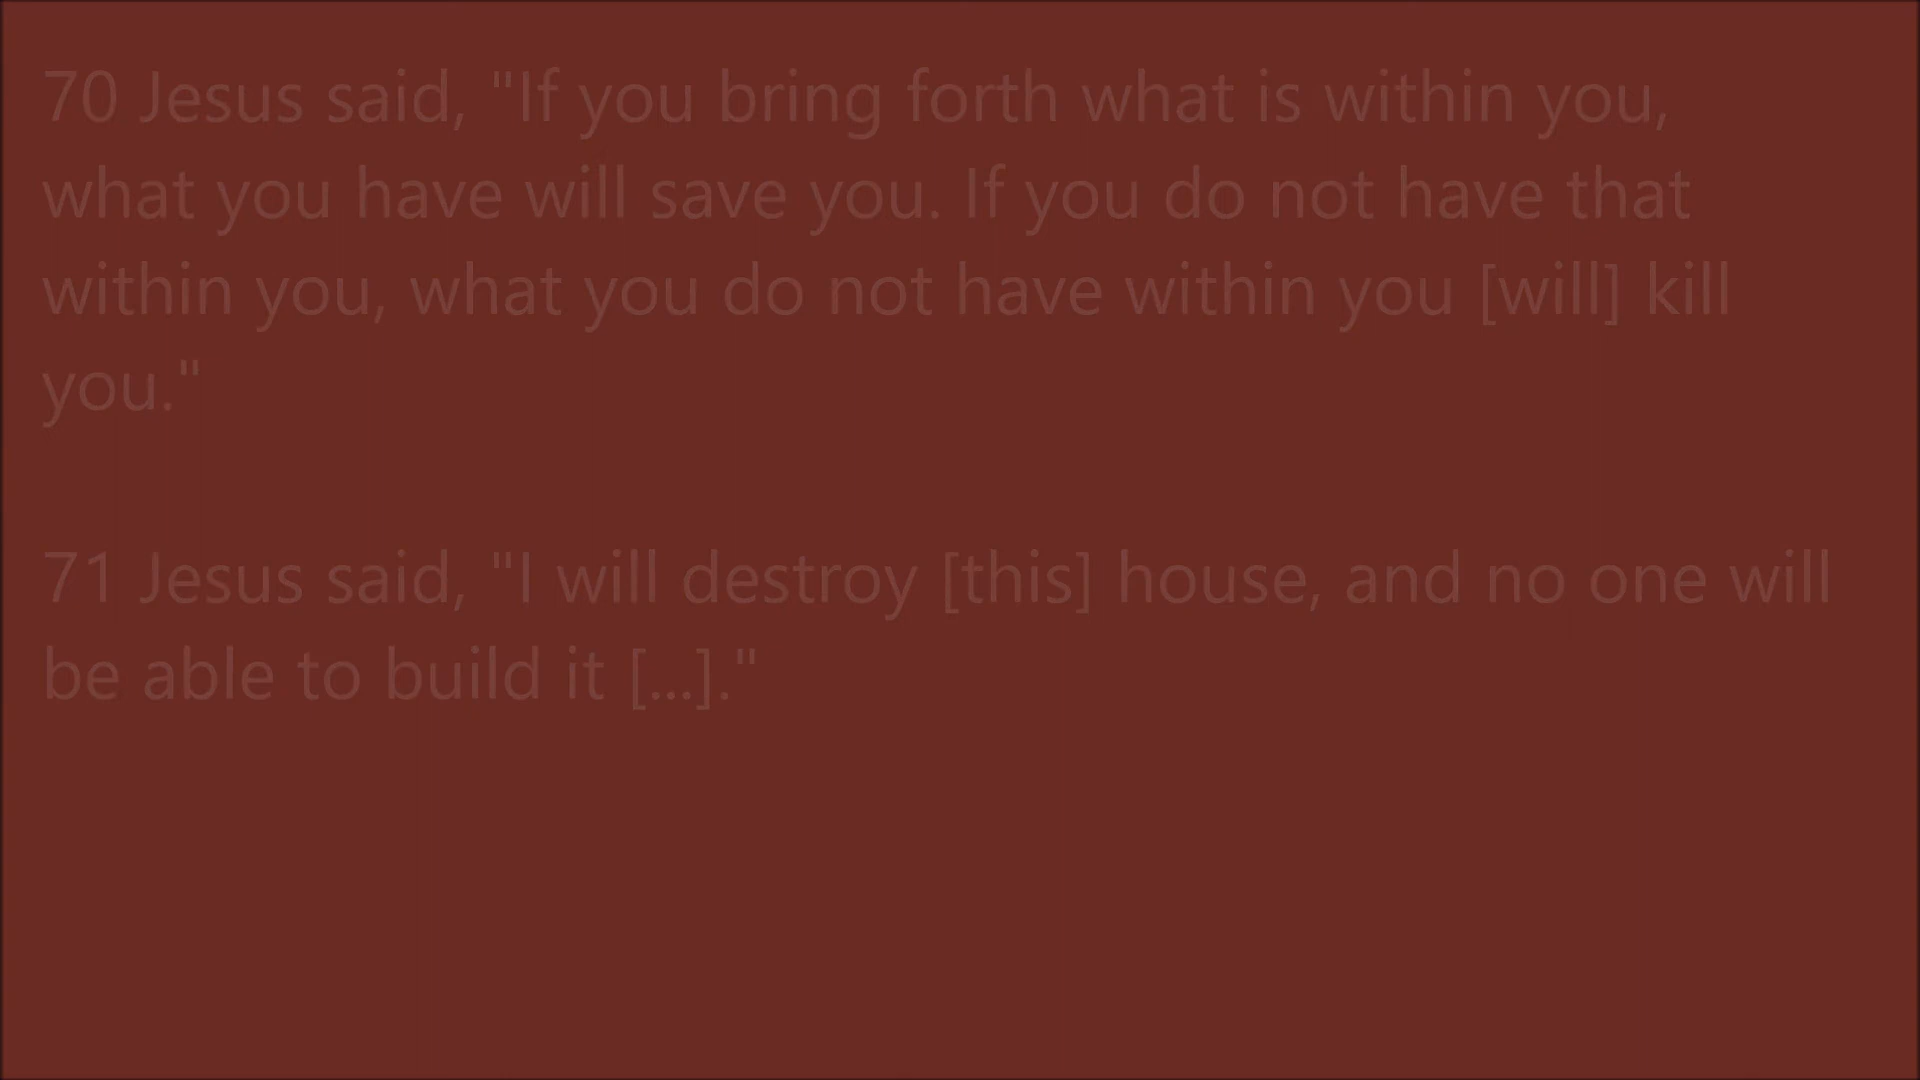 70 Jesus said, "If you bring forth what is within you,
what you have will save you. If you do not have that
within you, what you do not have within you [will] kill
you."
71 Jesus said, "I will destroy [this] house, and no one will
be able to build it [...]."